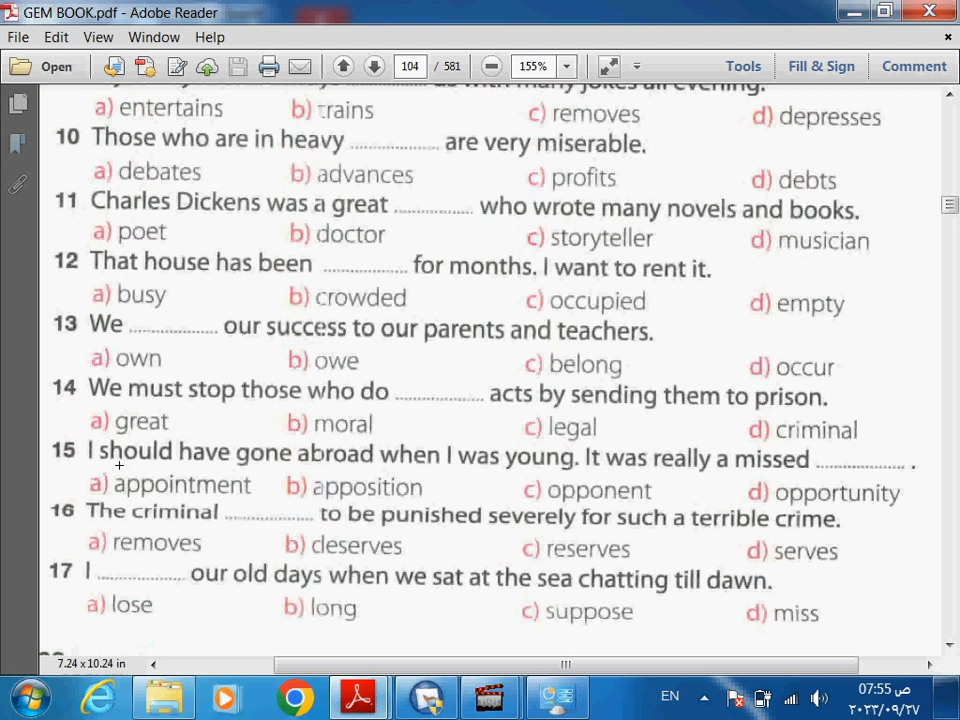 GEM BOOK.pdf - Adobe Reader
File Edit View Window Help
Open 104 / 581 155% Tools Fill & Sign Comment
us with many jokes all evening.
a) entertains b) trains c) removes d) depresses
10 Those who are in heavy ................ are very miserable.
a) debates b) advances c) profits d) debts
11 Charles Dickens was a great ................ who wrote many novels and books.
a) poet b) doctor c) storyteller d) musician
12 That house has been ................ for months. I want to rent it.
a) busy b) crowded c) occupied d) empty
13 We ................ our success to our parents and teachers.
a) own b) owe c) belong d) occur
14 We must stop those who do ................ acts by sending them to prison.
a) great b) moral c) legal d) criminal
15 I should have gone abroad when I was young. It was really a missed ................ .
a) appointment b) apposition c) opponent d) opportunity
16 The criminal ................ to be punished severely for such a terrible crime.
a) removes b) deserves c) reserves d) serves
17 I ................ our old days when we sat at the sea chatting till dawn.
a) lose b) long c) suppose d) miss
7.24 x 10.24 in
EN 07:55 ص
٢٠٢٣/٠٩/٢٧